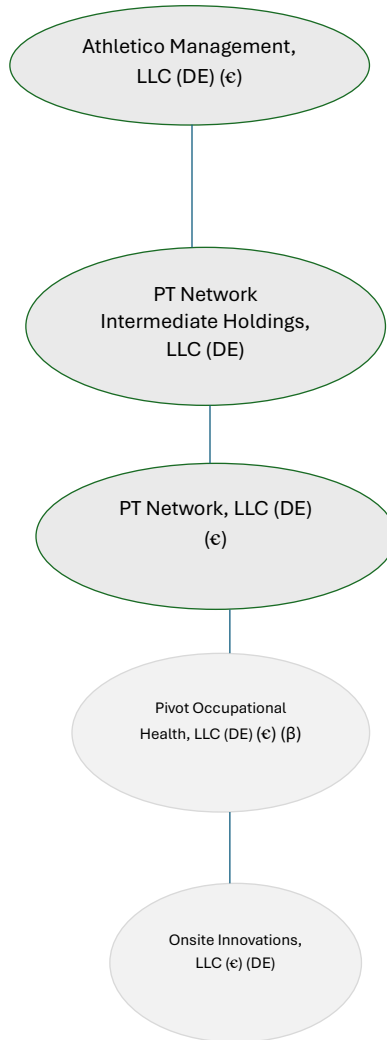 Athletico Management,
LLC (DE) (є)
PT Network
Intermediate Holdings,
LLC (DE)
PT Network, LLC (DE)
(є)
Pivot Occupational
Health, LLC (DE) (є) (β)
Onsite Innovations,
LLC (є) (DE)